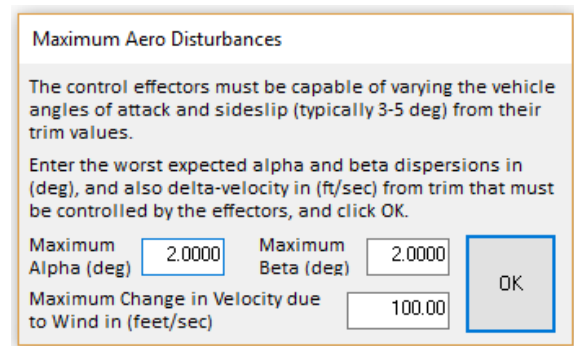 Maximum Aero Disturbances
The control effectors must be capable of varying the vehicle
angles of attack and sideslip (typically 3-5 deg) from their
trim values.
Enter the worst expected alpha and beta dispersions in
(deg), and also delta-velocity in (ft/sec) from trim that must
be controlled by the effectors, and click OK.
Maximum
Alpha (deg)
2.0000
Maximum
Beta (deg)
2.0000
Maximum Change in Velocity due
to Wind in (feet/sec)
100.00
OK